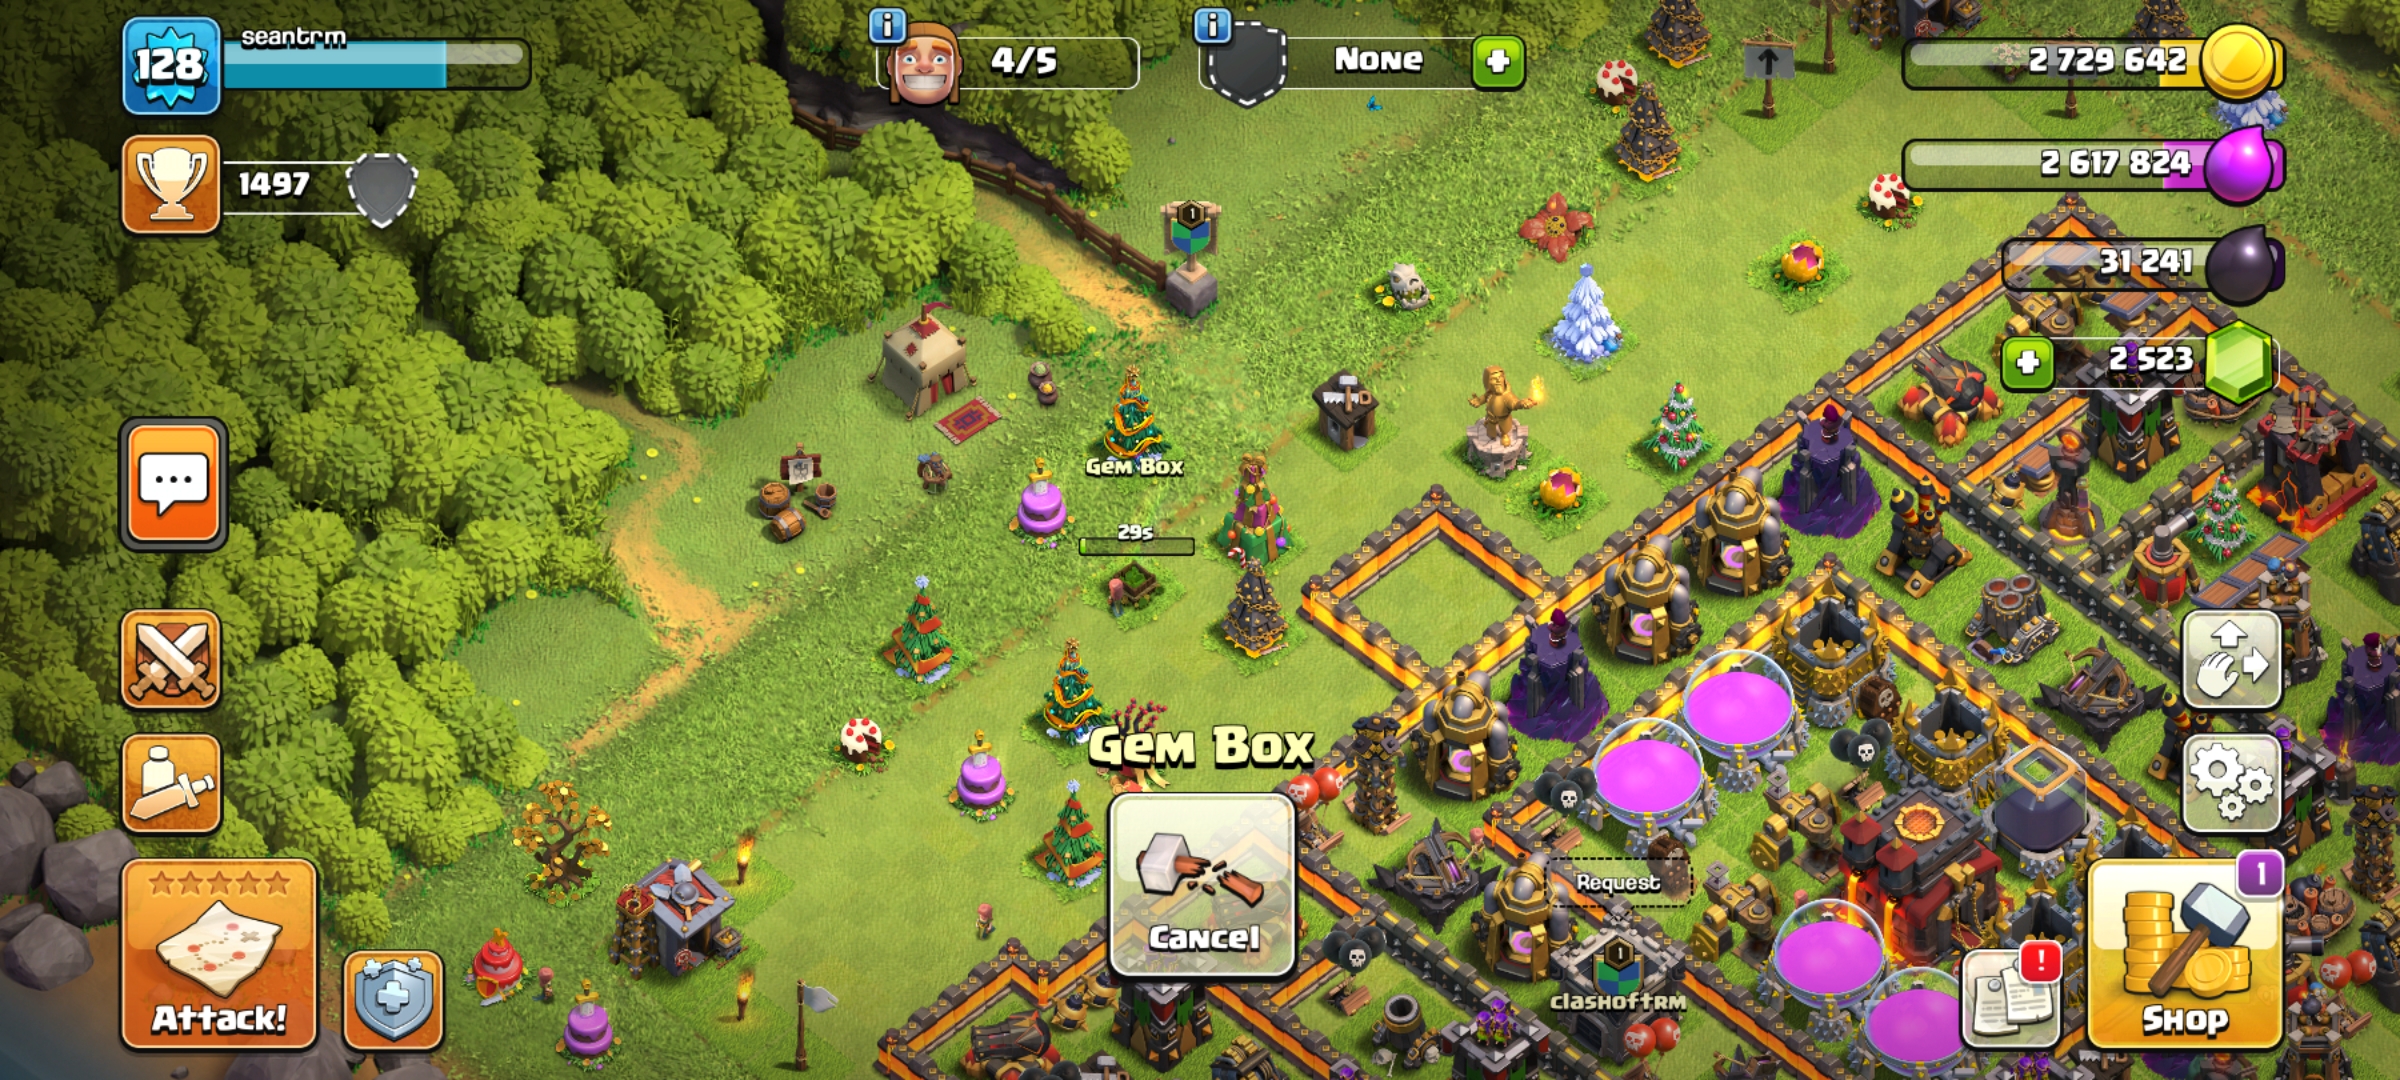 seantrm
128
4/5
None
2 729 642
1497
2 617 824
31 241
2 523
Gem Box
29s
Gem Box
Cancel
Request
clashoftrm
Attack!
Shop
1
!
1
1